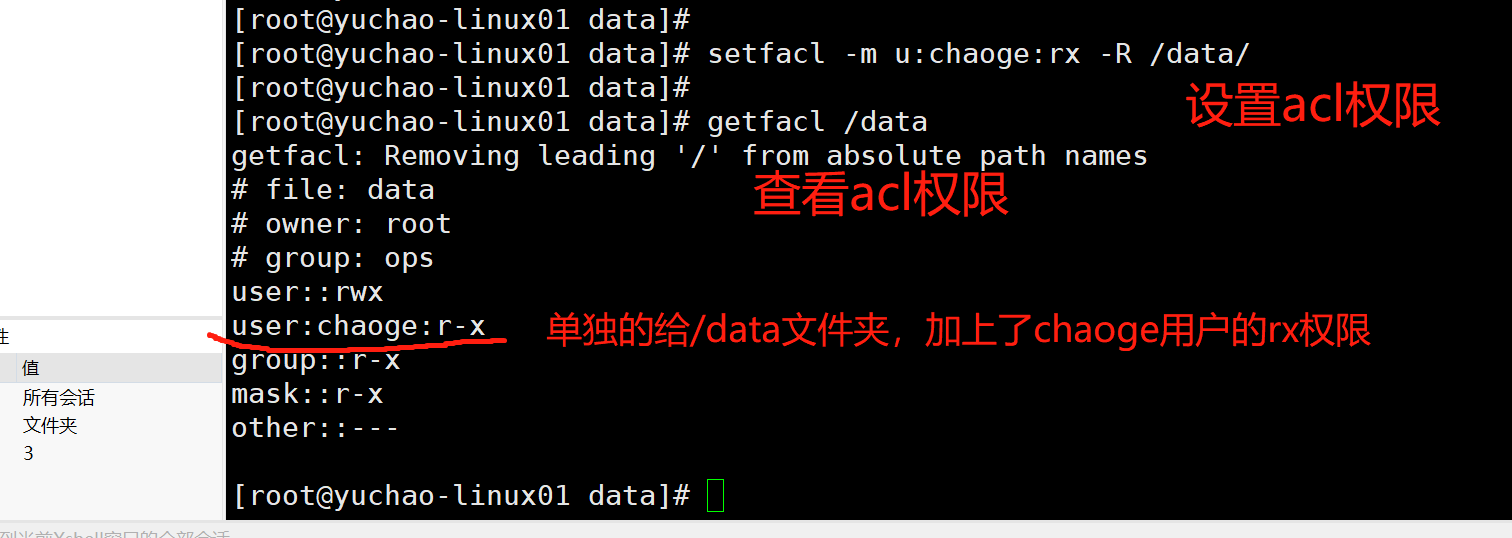 [root@yuchao-linux01 data]#
[root@yuchao-linux01 data]# setfacl -m u:chaoge:rx -R /data/
[root@yuchao-linux01 data]#
设置acl权限
[root@yuchao-linux01 data]# getfacl /data
getfacl: Removing leading '/' from absolute path names
查看acl权限
# file: data
# owner: root
# group: ops
user::rwx
user:chaoge:r-x
单独的给/data文件夹，加上了chaoge用户的rx权限
group::r-x
mask::r-x
other::---
[root@yuchao-linux01 data]#
性
值
所有会话
文件夹
3